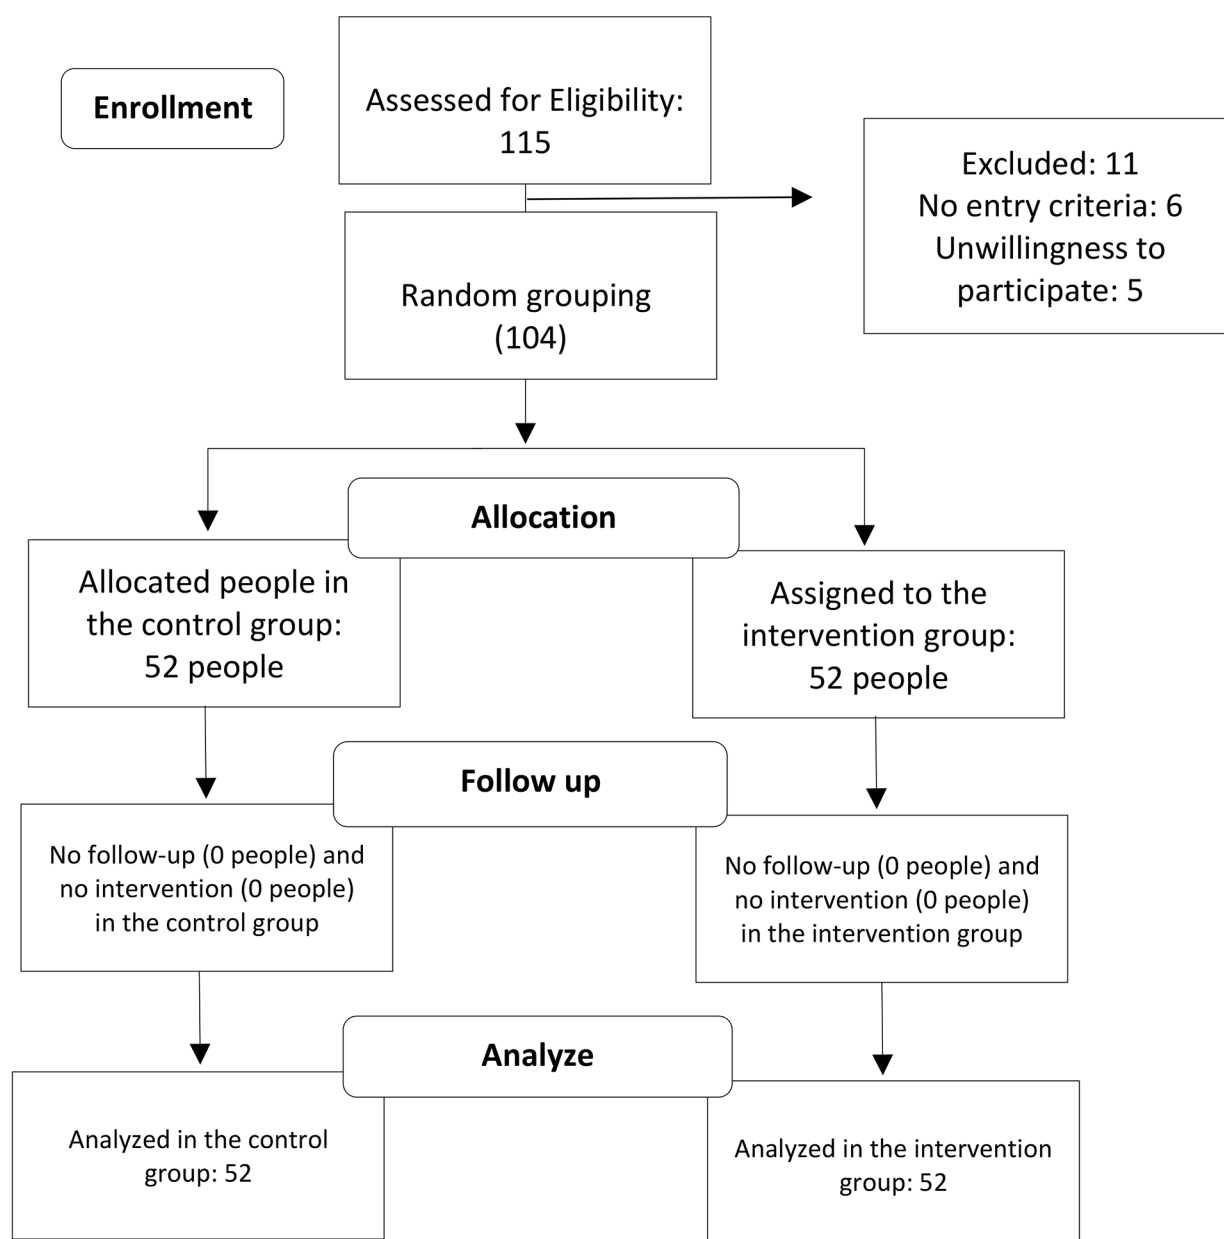 Enrollment
Assessed for Eligibility:
115
Excluded: 11
No entry criteria: 6
Unwillingness to
participate: 5
Random grouping
(104)
Allocation
Allocated people in
the control group:
52 people
Assigned to the
intervention group:
52 people
Follow up
No follow-up (0 people) and
no intervention (0 people)
in the control group
No follow-up (0 people) and
no intervention (0 people)
in the intervention group
Analyze
Analyzed in the control
group: 52
Analyzed in the intervention
group: 52